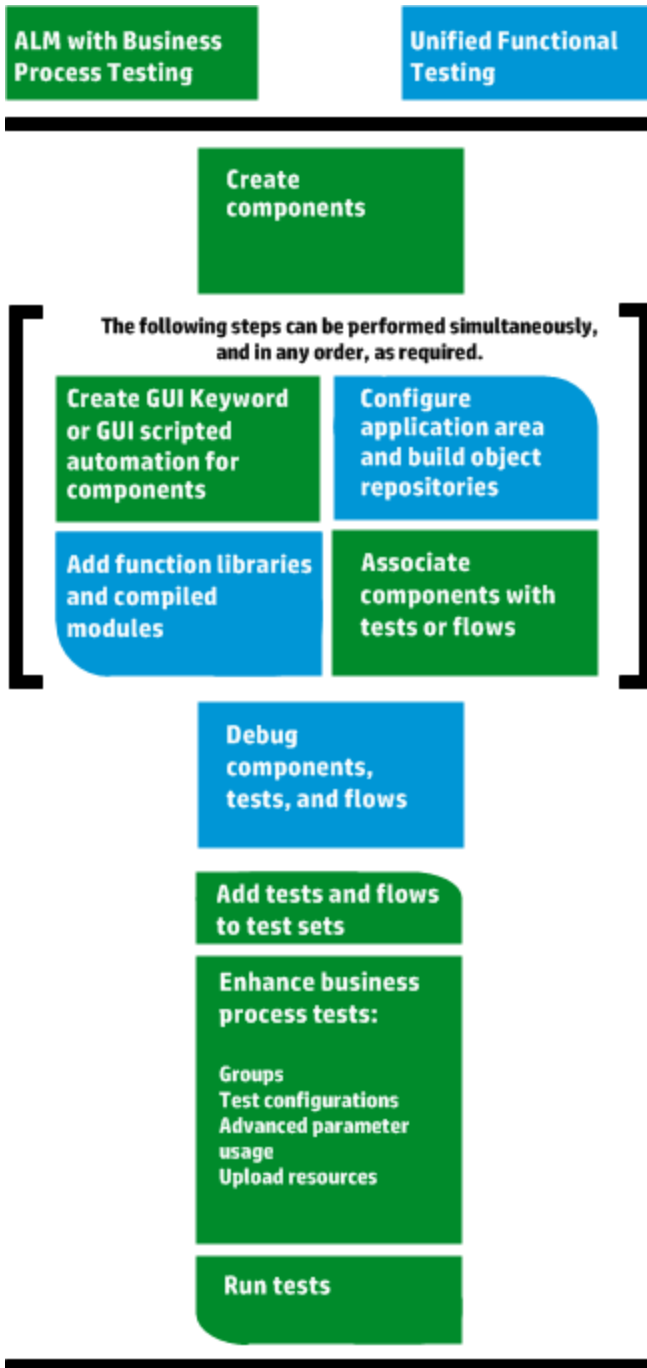 ALM with Business
Process Testing
Unified Functional
Testing
Create
components
The following steps can be performed simultaneously,
and in any order, as required.
Create GUI Keyword
or GUI scripted
automation for
components
Configure
application area
and build object
repositories
Add function libraries
and compiled
modules
Associate
components with
tests or flows
Debug
components,
tests, and flows
Add tests and flows
to test sets
Enhance business
process tests:
Groups
Test configurations
Advanced parameter
usage
Upload resources
Run tests